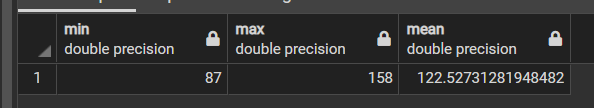 min max mean
double precision double precision double precision
1 87 158 122.52731281948482